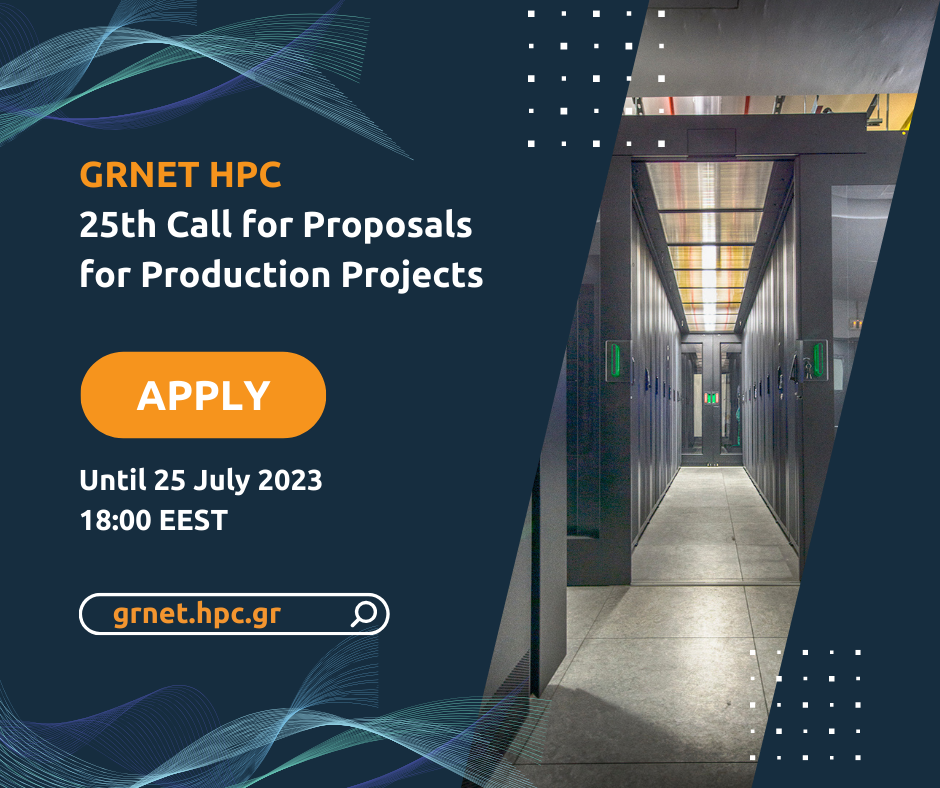 GRNET HPC
25th Call for Proposals
for Production Projects
APPLY
Until 25 July 2023
18:00 EEST
grnet.hpc.gr